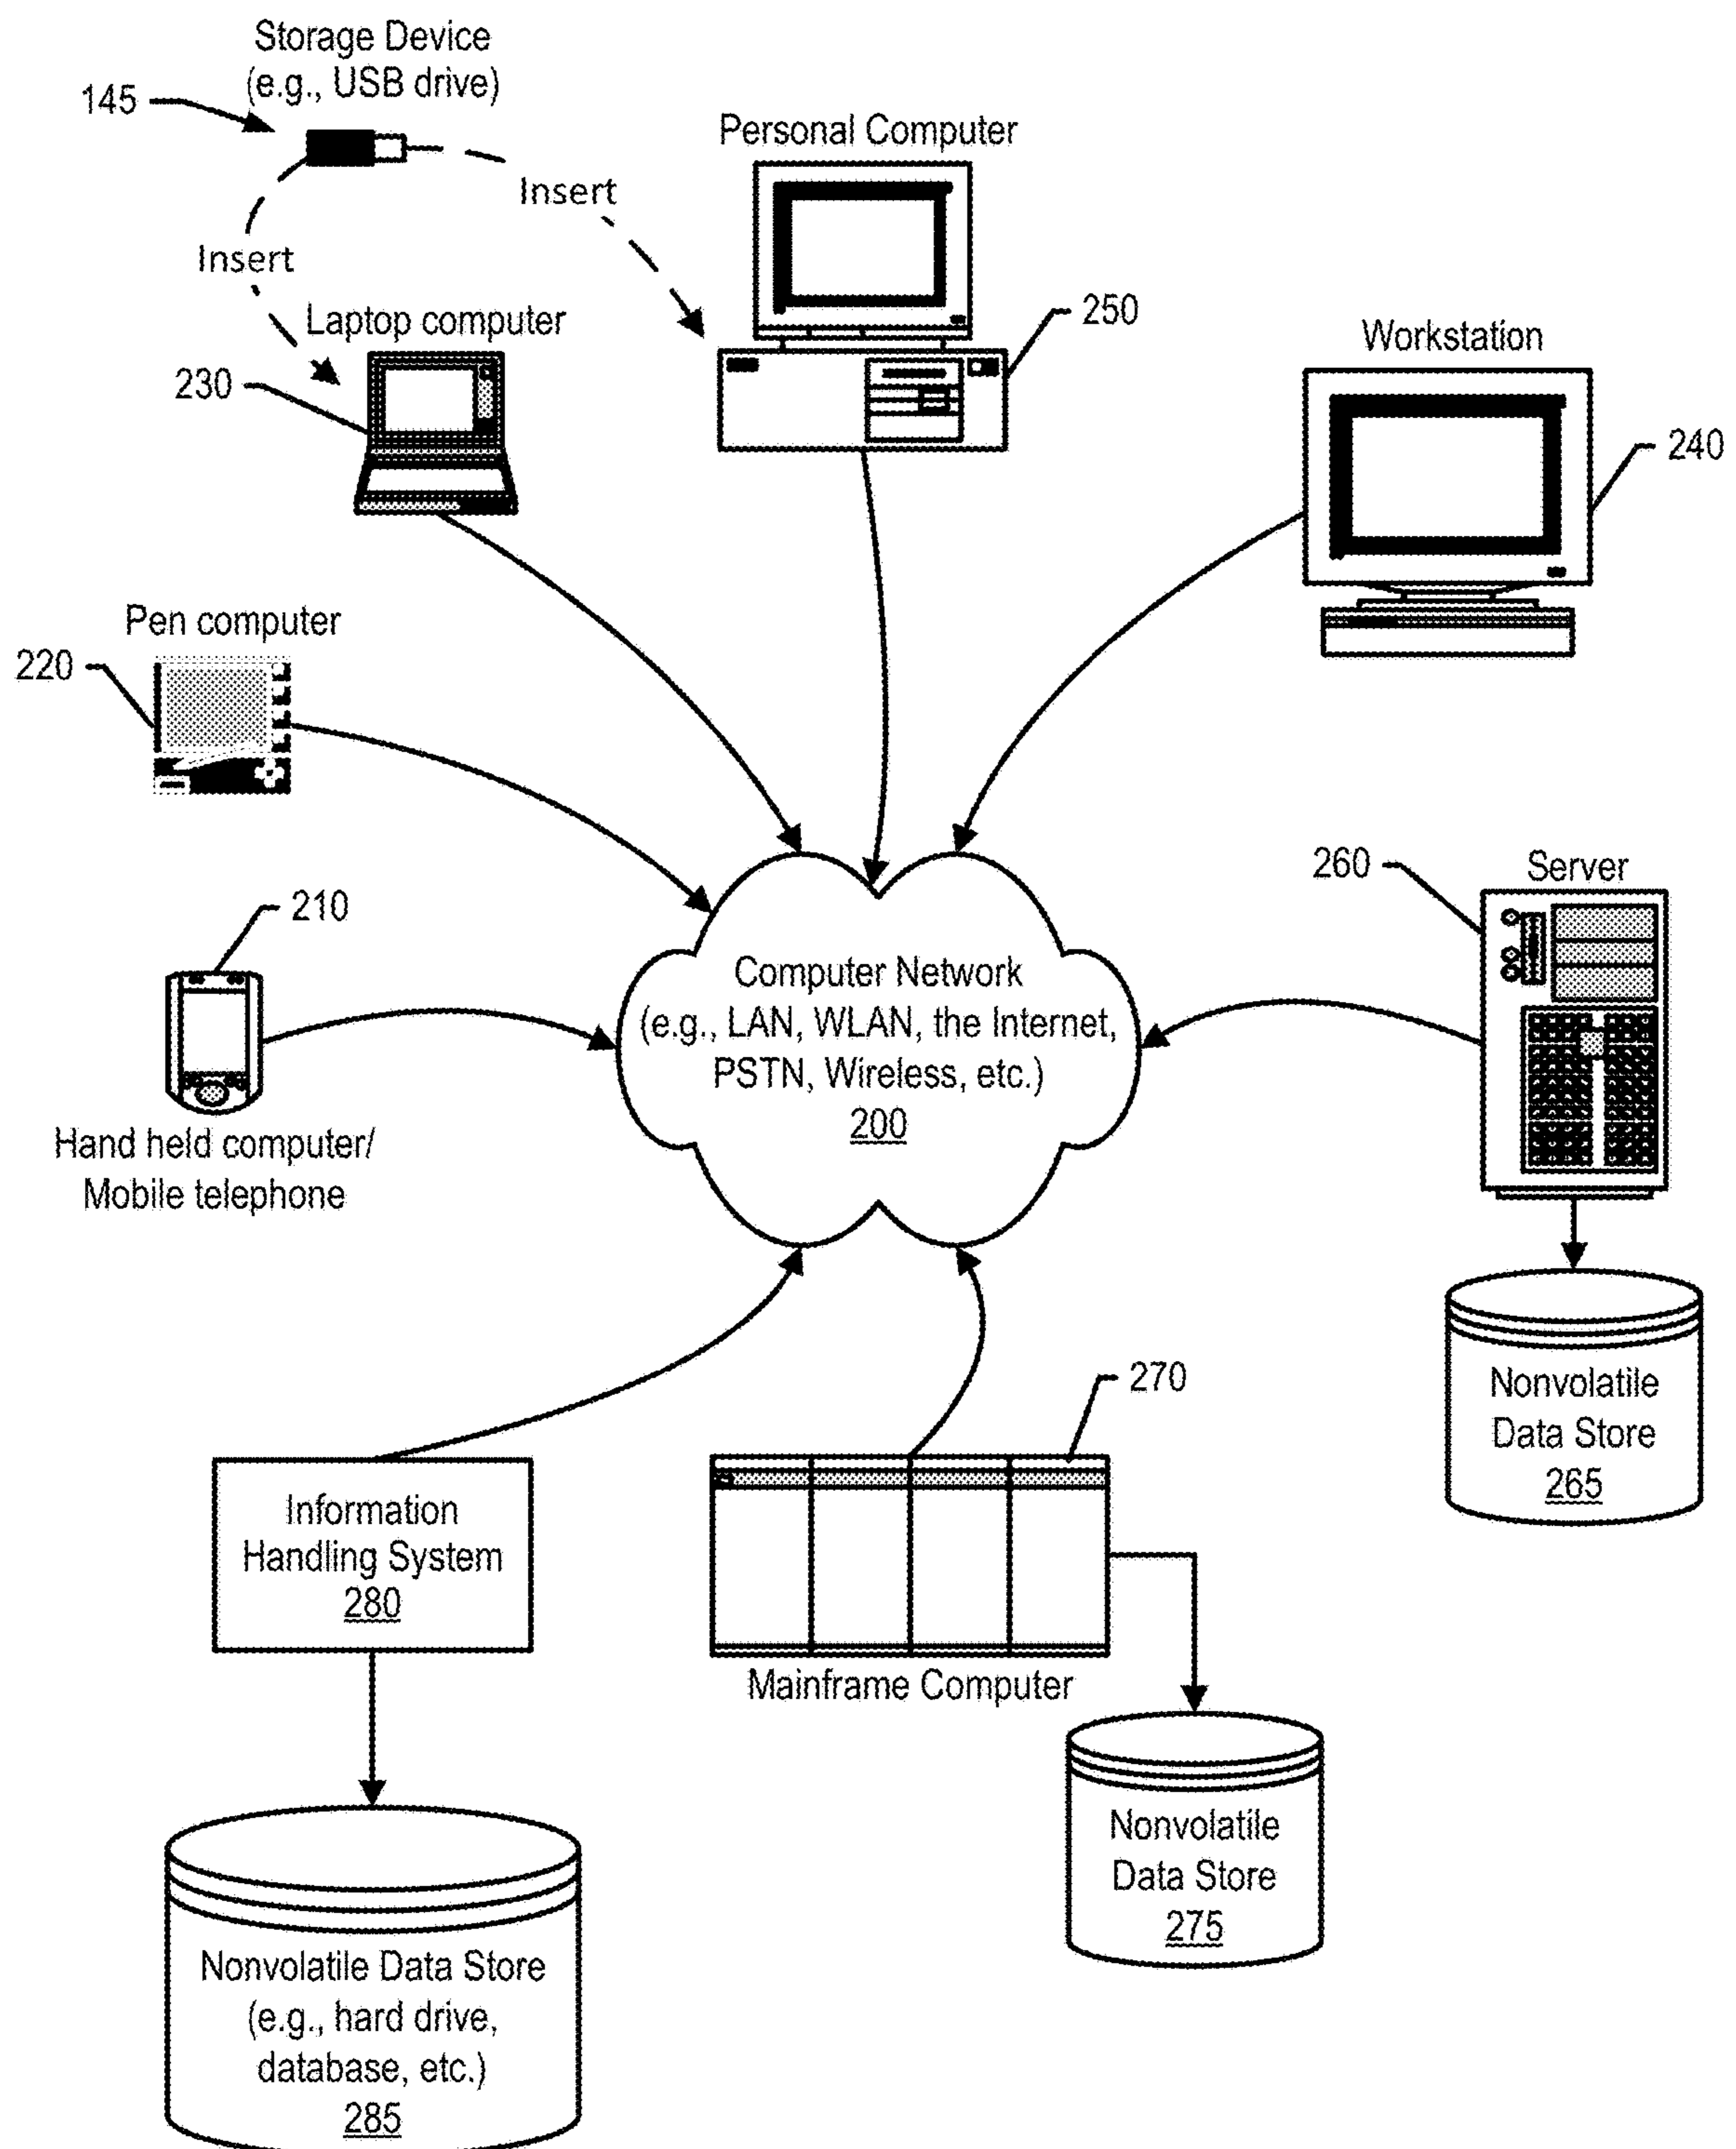 Storage Device
(e.g., USB drive)
145
Insert
Insert
Personal Computer
250
Laptop computer
230
Workstation
240
Pen computer
220
210
Hand held computer/
Mobile telephone
Computer Network
(e.g., LAN, WLAN, the Internet,
PSTN, Wireless, etc.)
200
260
Server
Nonvolatile
Data Store
265
270
Mainframe Computer
Nonvolatile
Data Store
275
Information
Handling System
280
Nonvolatile Data Store
(e.g., hard drive,
database, etc.)
285